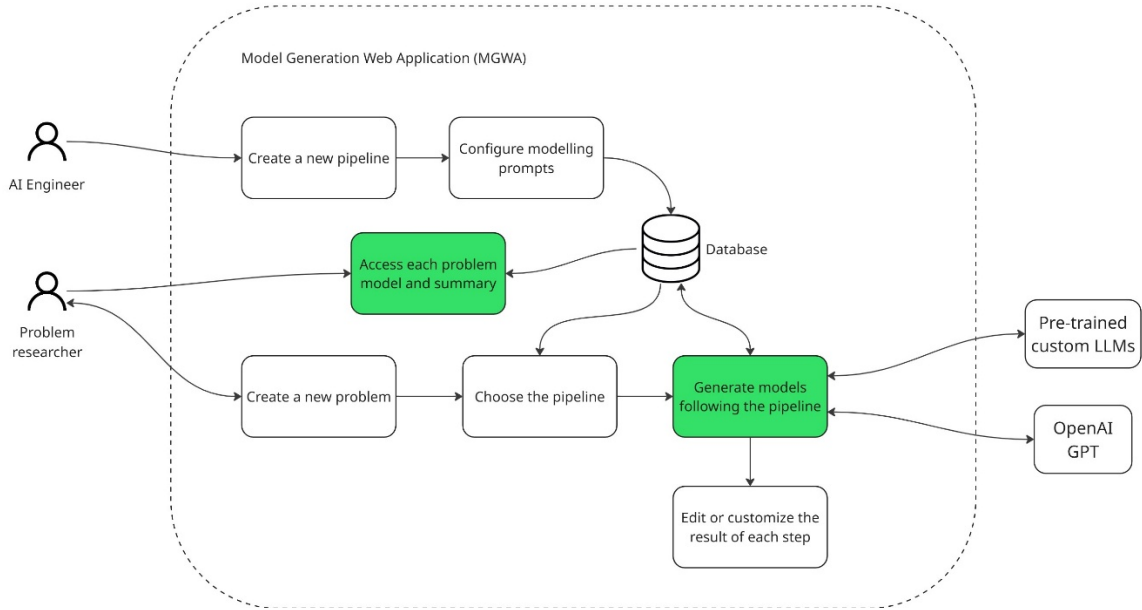 Model Generation Web Application (MGWA)
AI Engineer
Create a new pipeline
Configure modelling
prompts
Database
Access each problem
model and summary
Problem
researcher
Create a new problem
Choose the pipeline
Generate models
following the pipeline
Edit or customize the
result of each step
Pre-trained
custom LLMs
OpenAI
GPT